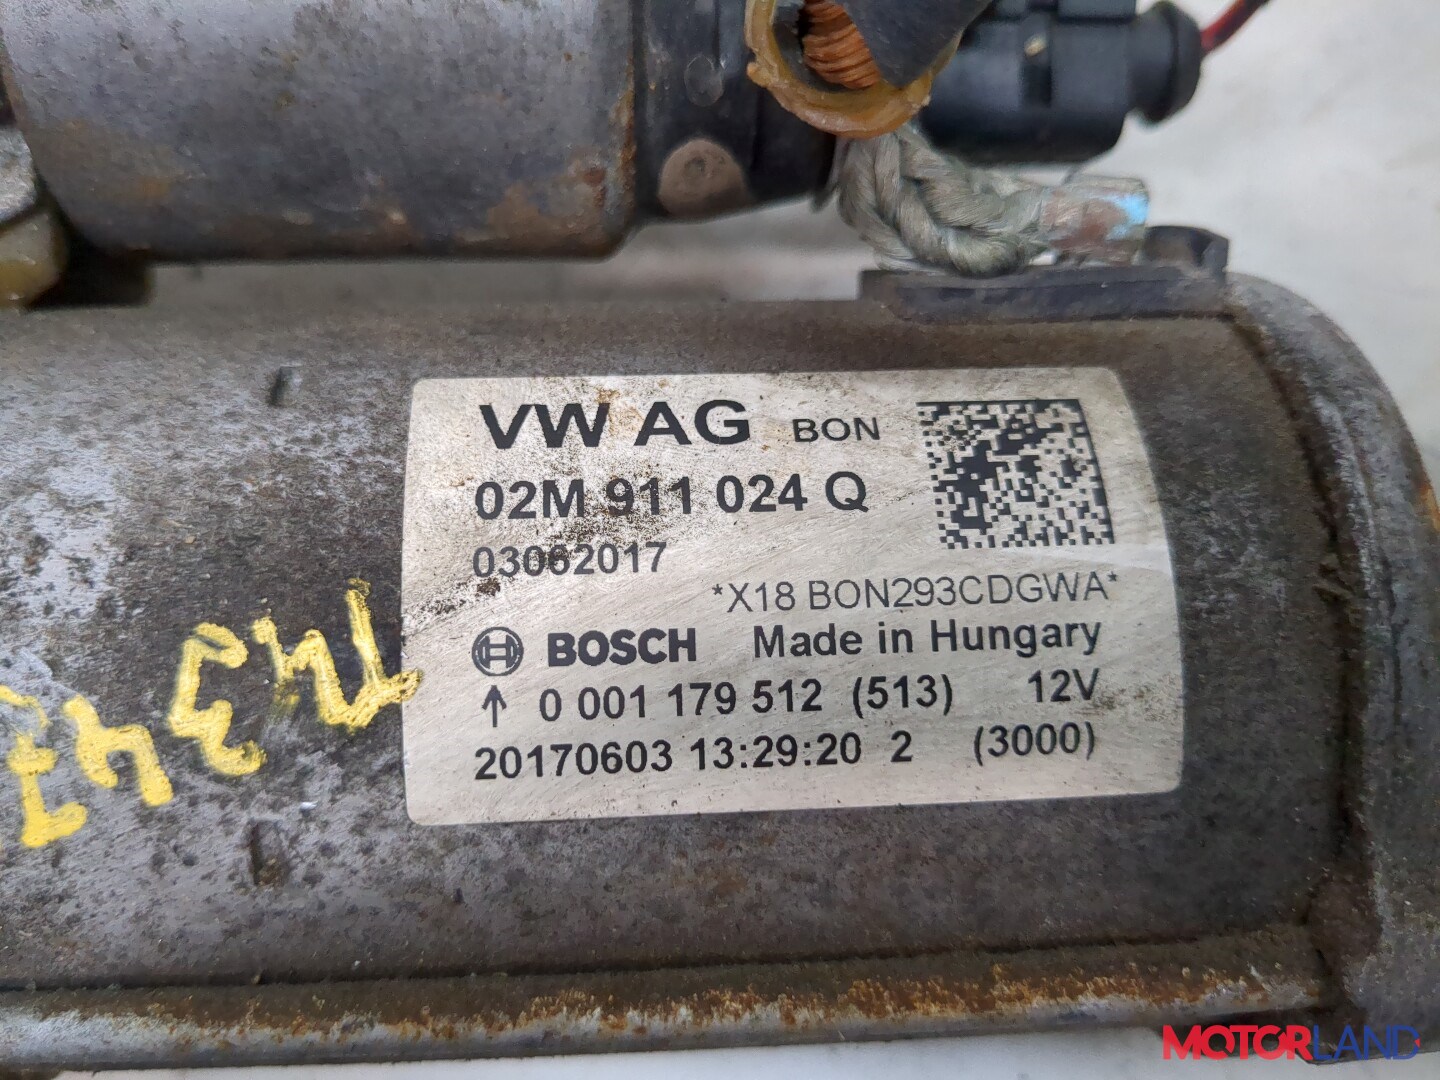 VW AG BON
02M 911 024 Q
03062017
*X18 BON293CDGWA*
BOSCH Made in Hungary
↑ 0 001 179 512 (513) 12V
20170603 13:29:20 2 (3000)
MOTORLAND